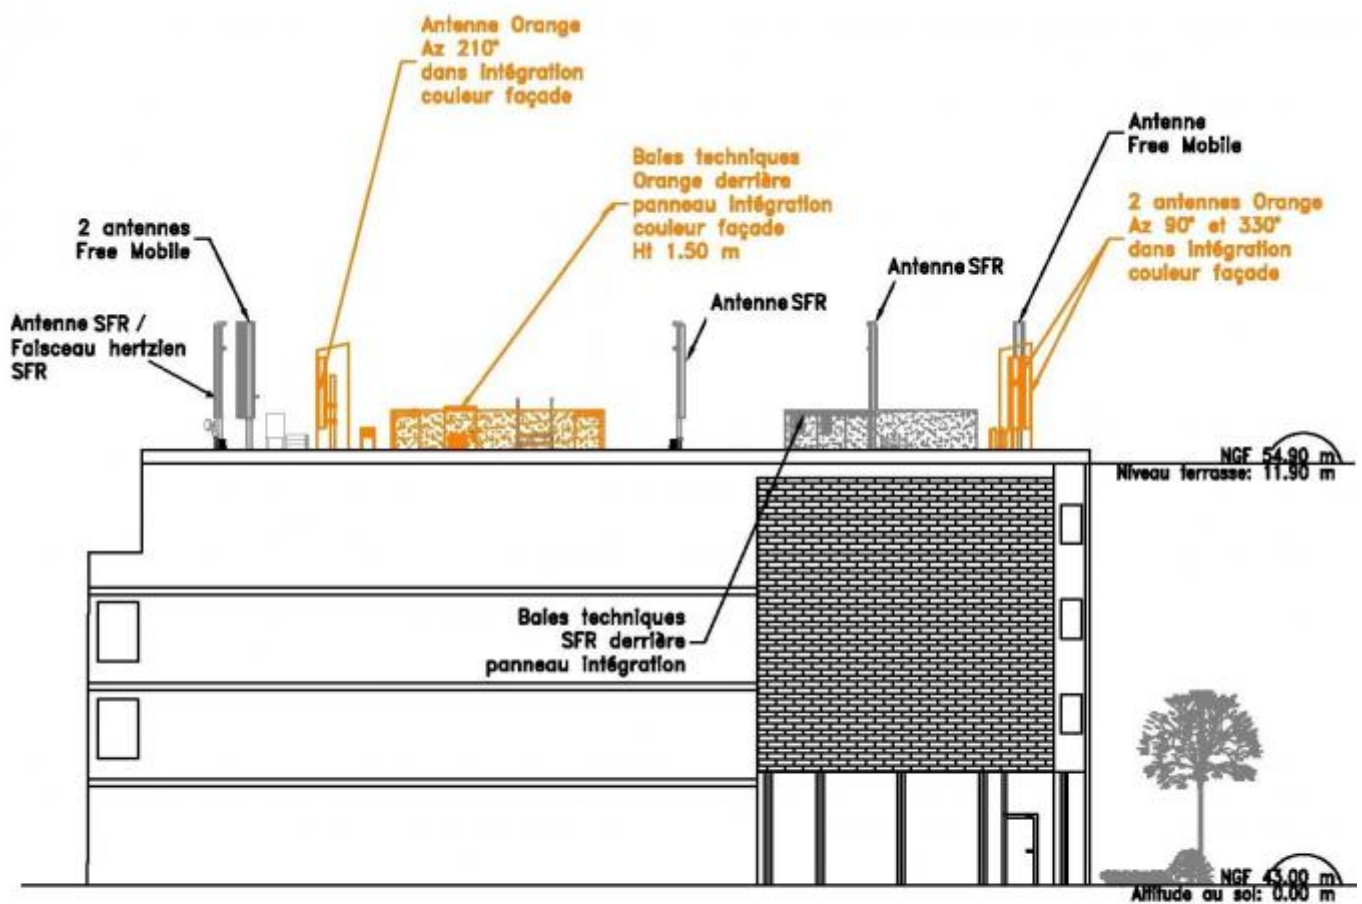 Antenne Orange
Az 210°
dans intégration
couleur façade
Antenne
Free Mobile
Baies techniques
Orange derrière
panneau intégration
couleur façade
Ht 1.50 m
2 antennes Orange
Az 90° et 330°
dans intégration
couleur façade
2 antennes
Free Mobile
Antenne SFR
Antenne SFR
Antenne SFR /
Faisceau hertzien
SFR
NGF 54.90 m
Niveau terrasse: 11.90 m
Baies techniques
SFR derrière
panneau intégration
NGF 43.00 m
Altitude au sol: 0.00 m